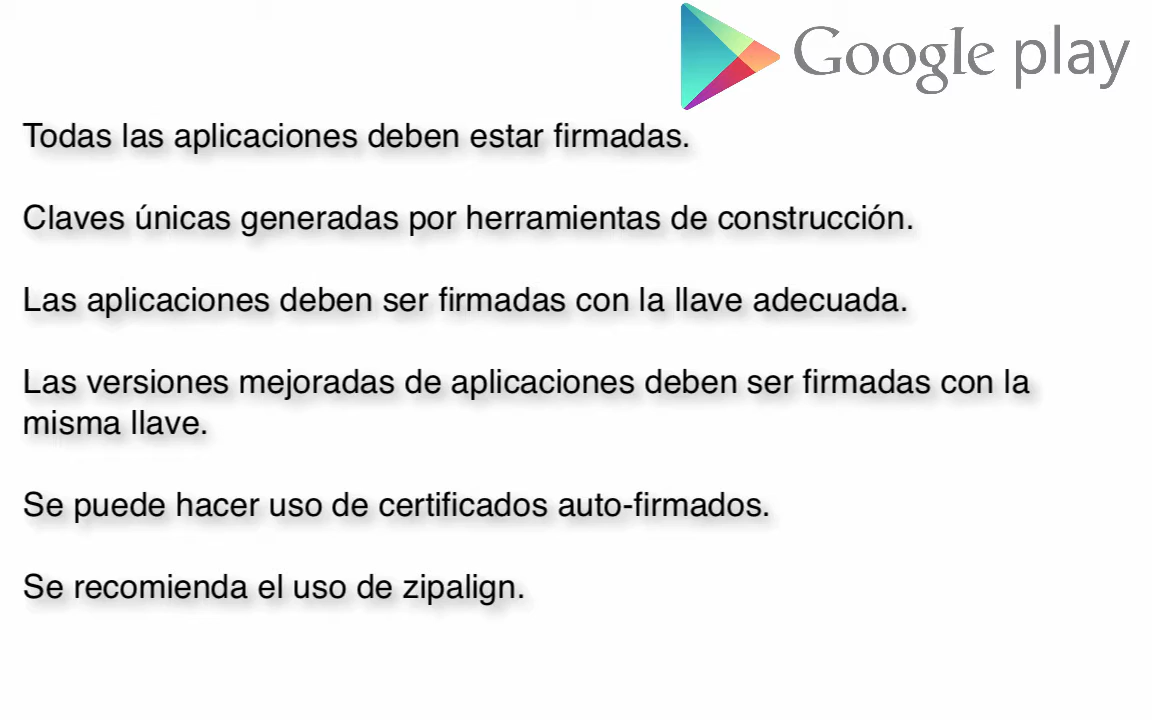 Google play
Todas las aplicaciones deben estar firmadas.
Claves únicas generadas por herramientas de construcción.
Las aplicaciones deben ser firmadas con la llave adecuada.
Las versiones mejoradas de aplicaciones deben ser firmadas con la
misma llave.
Se puede hacer uso de certificados auto-firmados.
Se recomienda el uso de zipalign.